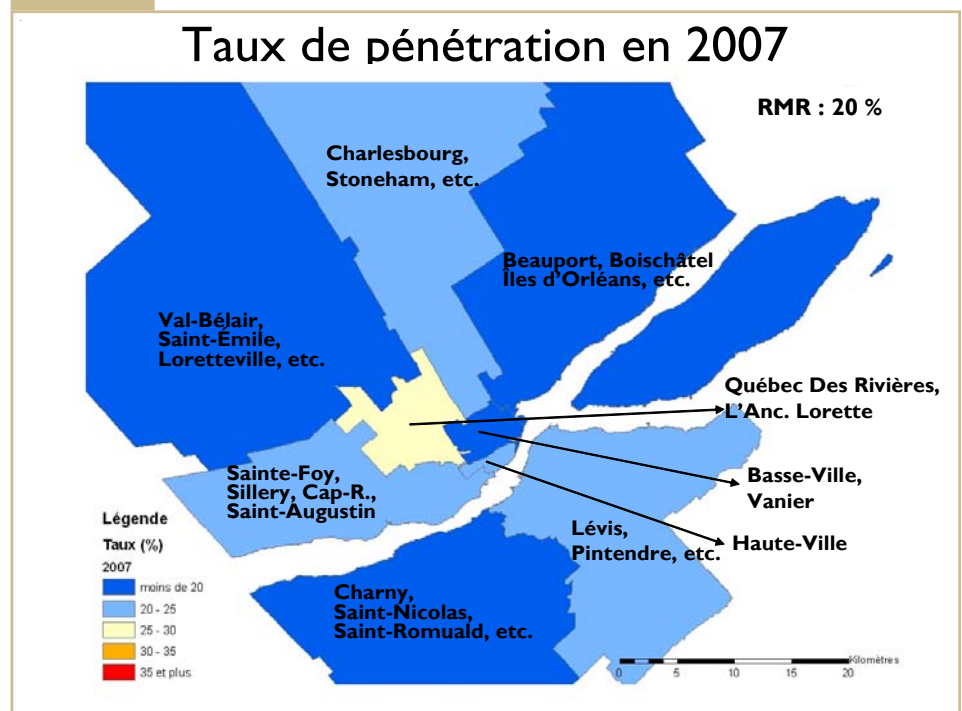 Taux de pénétration en 2007
RMR : 20 %
Charlesbourg,
Stoneham, etc.
Beauport, Boischâtel
Îles d'Orléans, etc.
Val-Bélair,
Saint-Émile,
Loretteville, etc.
Québec Des Rivières,
L'Anc. Lorette
Sainte-Foy,
Sillery, Cap-R.,
Saint-Augustin
Basse-Ville,
Vanier
Lévis,
Pintendre, etc.
Haute-Ville
Charny,
Saint-Nicolas,
Saint-Romuald, etc.
Légende
Taux (%)
2007
moins de 20
20 - 25
25 - 30
30 - 35
35 et plus
Kilomètres
0 5 10 15 20